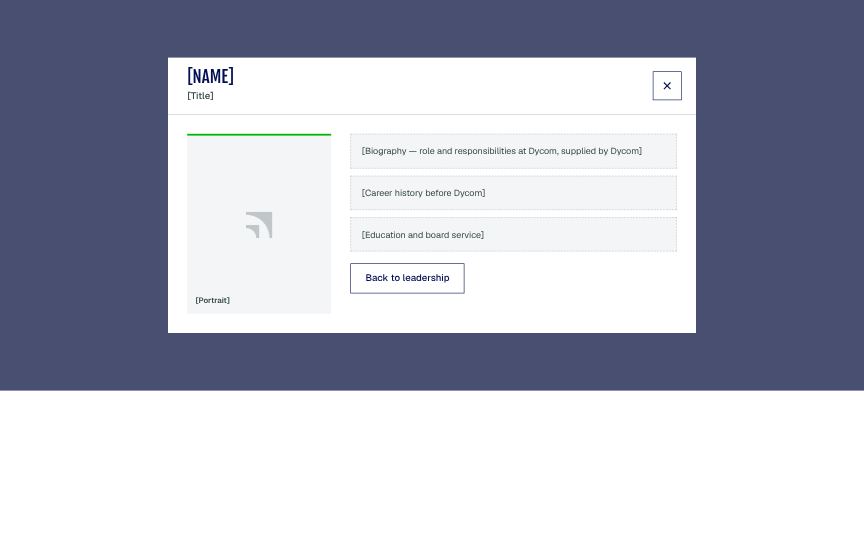 [NAME]
[Title]
✕
[Biography — role and responsibilities at Dycom, supplied by Dycom]
[Career history before Dycom]
[Education and board service]
Back to leadership
[Portrait]